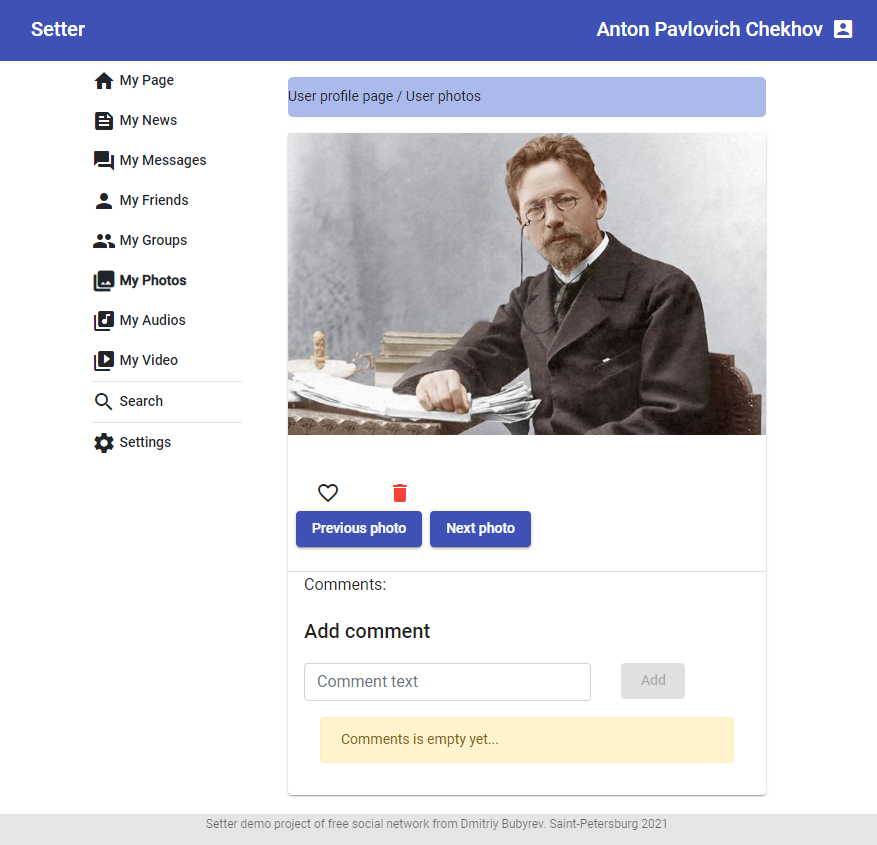 Setter
Anton Pavlovich Chekhov
My Page
My News
My Messages
My Friends
My Groups
My Photos
My Audios
My Video
Search
Settings
User profile page / User photos
Previous photo
Next photo
Comments:
Add comment
Comment text
Add
Comments is empty yet...
Setter demo project of free social network from Dmitriy Bubyrev. Saint-Petersburg 2021